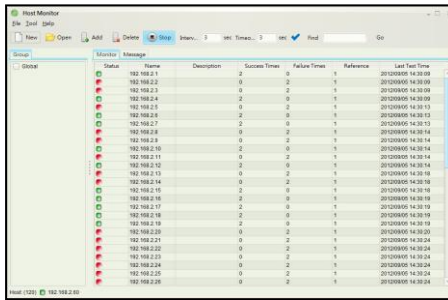 Host Monitor
File Tool Help
New Open Add Delete Stop Interv... 3 sec Timeo... 3 sec Find Go
Group Monitor Message
Global Status Name Description Success Times Failure Times Reference Last Test Time
192.168.2.1 2 0 1 2012/09/05 14:30:09
192.168.2.2 0 2 1 2012/09/05 14:30:09
192.168.2.3 0 2 1 2012/09/05 14:30:09
192.168.2.4 2 0 1 2012/09/05 14:30:09
192.168.2.5 0 2 1 2012/09/05 14:30:13
192.168.2.6 2 0 1 2012/09/05 14:30:13
192.168.2.7 2 0 1 2012/09/05 14:30:13
192.168.2.8 0 2 1 2012/09/05 14:30:14
192.168.2.9 0 2 1 2012/09/05 14:30:14
192.168.2.10 2 0 1 2012/09/05 14:30:14
192.168.2.11 0 2 1 2012/09/05 14:30:14
192.168.2.12 0 2 1 2012/09/05 14:30:14
192.168.2.13 0 2 1 2012/09/05 14:30:18
192.168.2.14 0 2 1 2012/09/05 14:30:18
192.168.2.15 2 0 1 2012/09/05 14:30:18
192.168.2.16 2 0 1 2012/09/05 14:30:18
192.168.2.17 2 0 1 2012/09/05 14:30:19
192.168.2.18 2 0 1 2012/09/05 14:30:19
192.168.2.19 2 0 1 2012/09/05 14:30:19
192.168.2.20 0 2 1 2012/09/05 14:30:20
192.168.2.21 0 2 1 2012/09/05 14:30:24
192.168.2.22 0 2 1 2012/09/05 14:30:24
192.168.2.23 0 2 1 2012/09/05 14:30:24
192.168.2.24 0 2 1 2012/09/05 14:30:24
192.168.2.25 0 2 1 2012/09/05 14:30:24
192.168.2.26 0 2 1 2012/09/05 14:30:24
Host: (120) 192.168.2.60